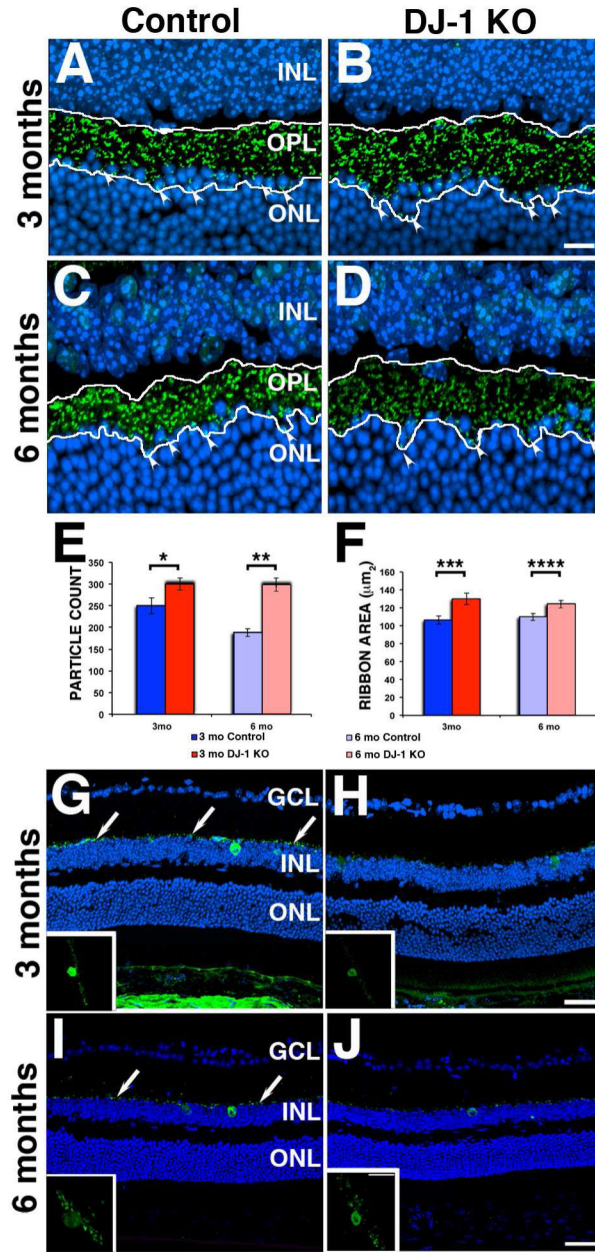 Control DJ-1 KO
3 months
A INL OPL ONL
B
6 months
C INL OPL ONL
D
E
PARTICLE COUNT
350
300
250
200
150
100
50
0
* **
3mo 6 mo
F
RIBBON AREA (µm2)
160
140
120
100
80
60
40
20
0
*** ****
3mo 6 mo
3 mo Control 6 mo Control
3 mo DJ-1 KO 6 mo DJ-1 KO
3 months
G GCL INL ONL
H
6 months
I GCL INL ONL
J